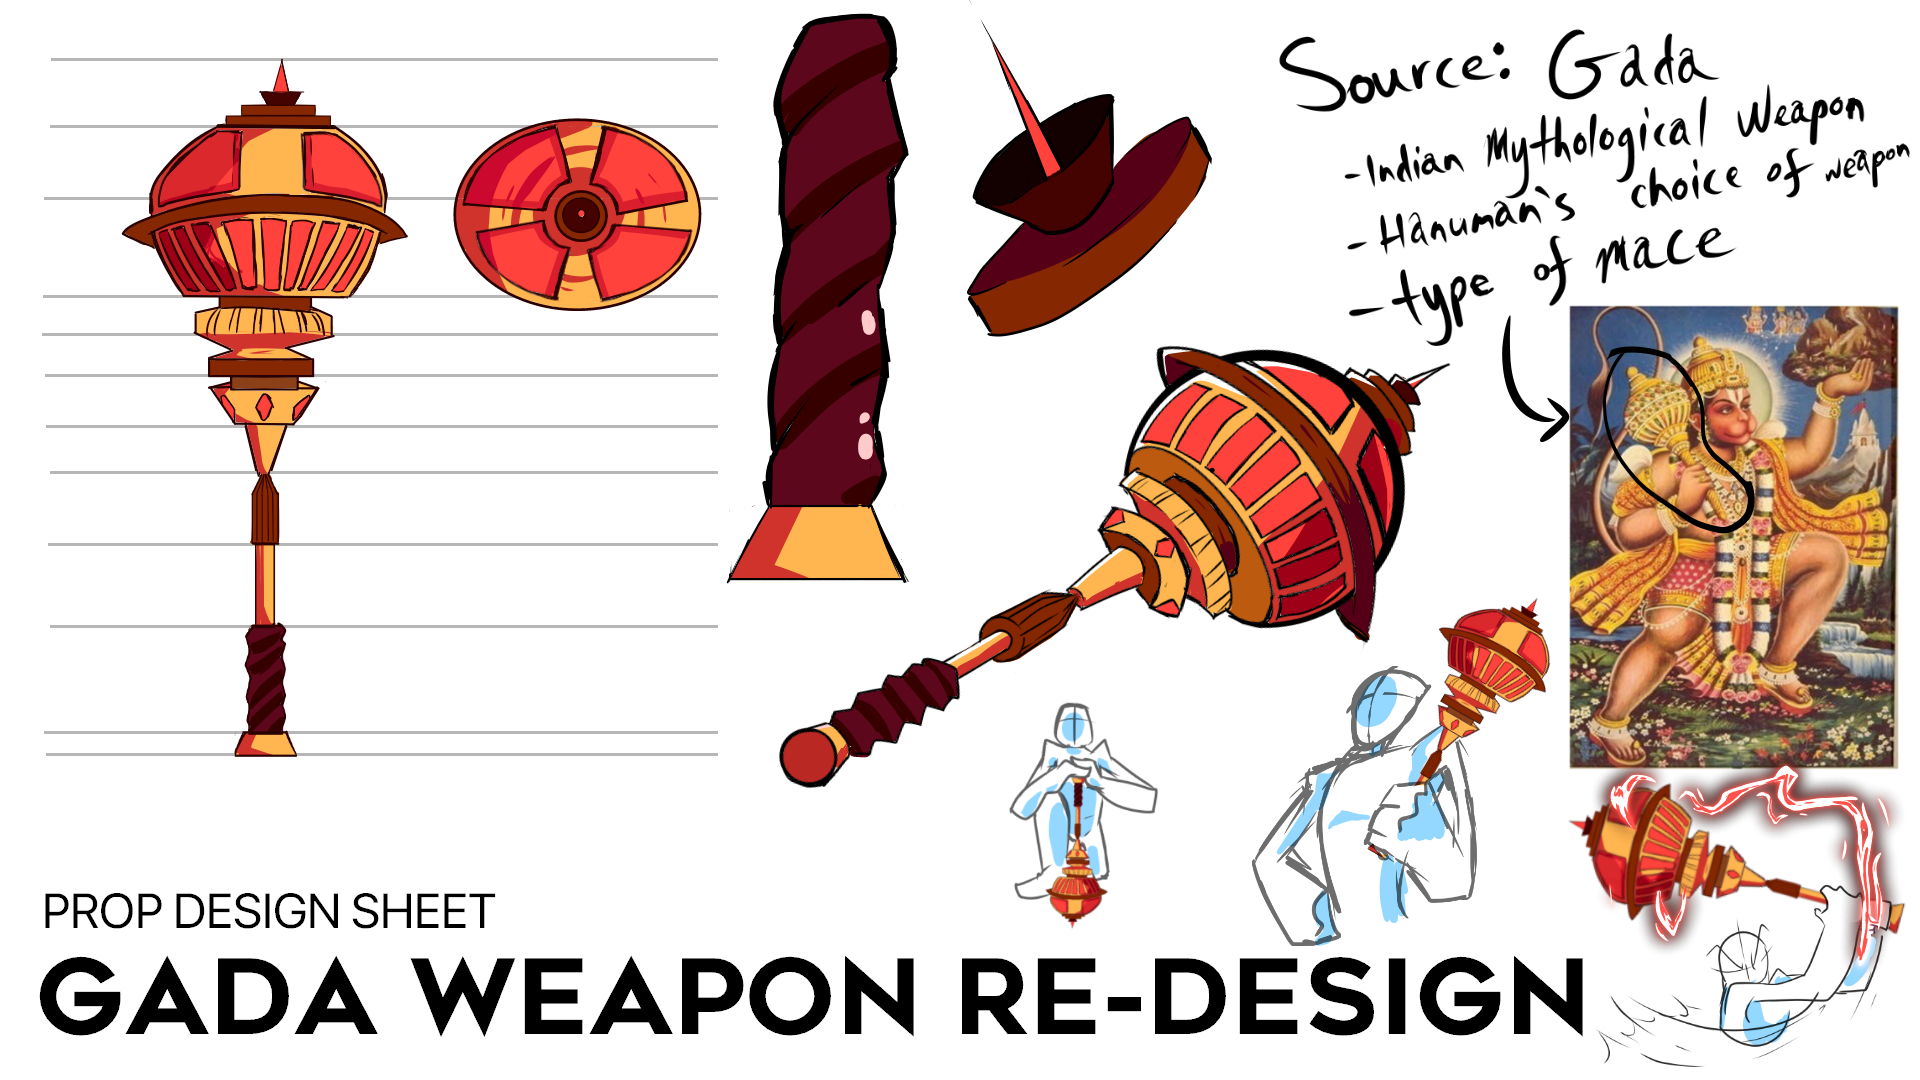 Source: Gada
-Indian Mythological Weapon
-Hanuman's choice of weapon
-type of mace
PROP DESIGN SHEET
GADA WEAPON RE-DESIGN